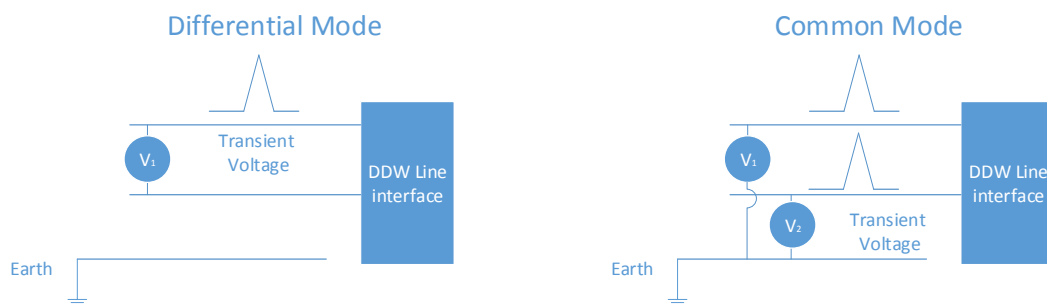 Differential Mode
V1
Transient
Voltage
DDW Line
interface
Earth
Common Mode
V1
DDW Line
interface
V2
Transient
Voltage
Earth